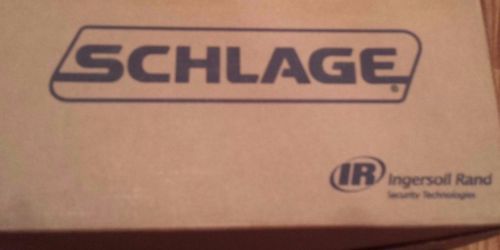 SCHLAGE®
IR Ingersoll Rand
Security Technologies